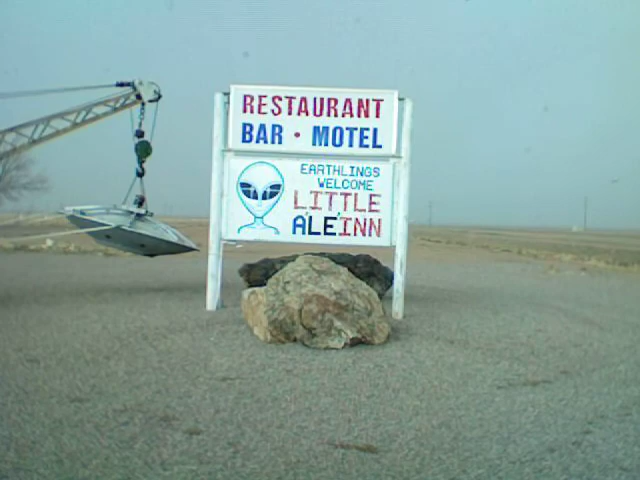 RESTAURANT
BAR • MOTEL
EARTHLINGS
WELCOME
LITTLE
A'LE'INN